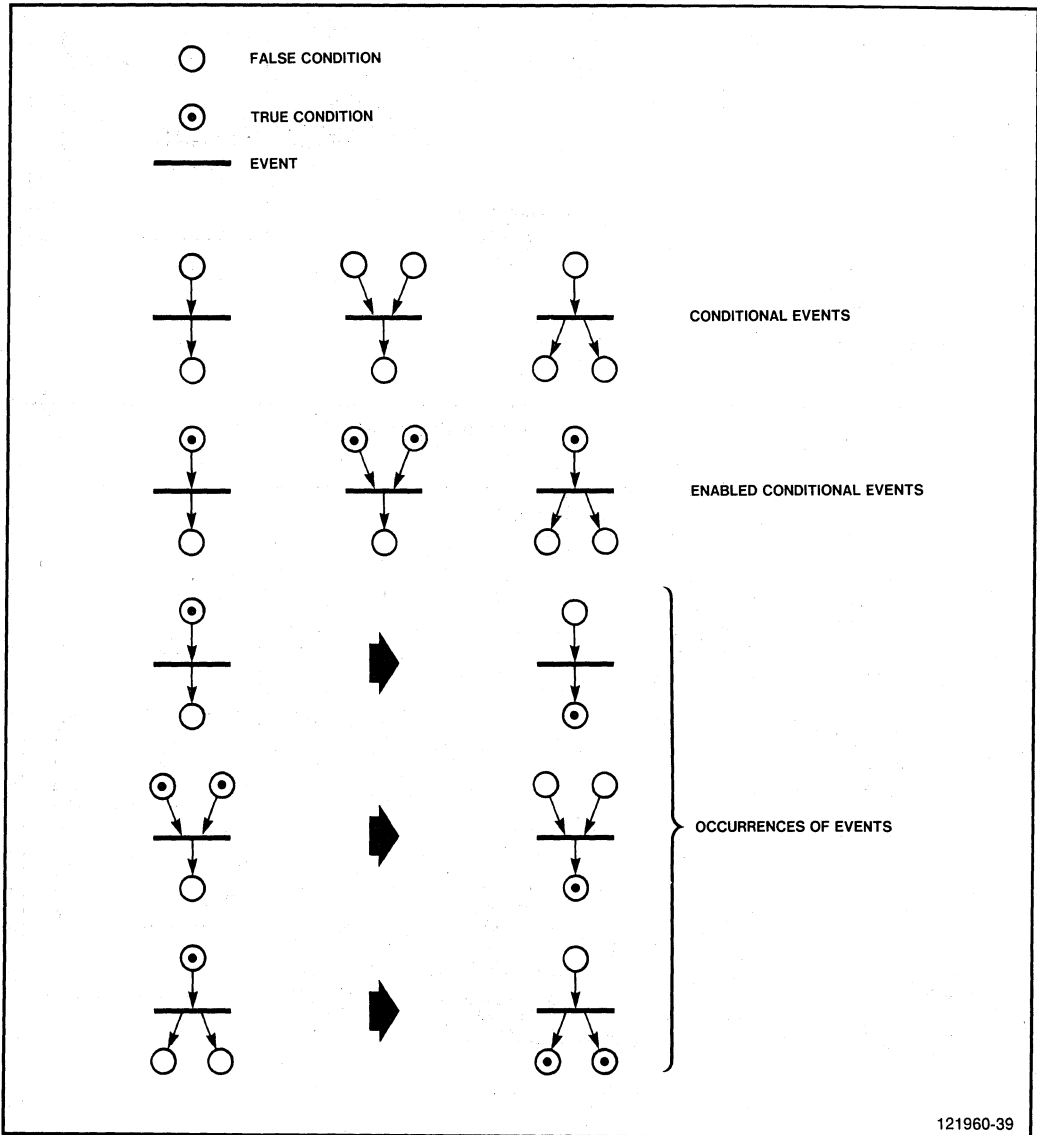 FALSE CONDITION
TRUE CONDITION
EVENT
CONDITIONAL EVENTS
ENABLED CONDITIONAL EVENTS
OCCURRENCES OF EVENTS
121960-39